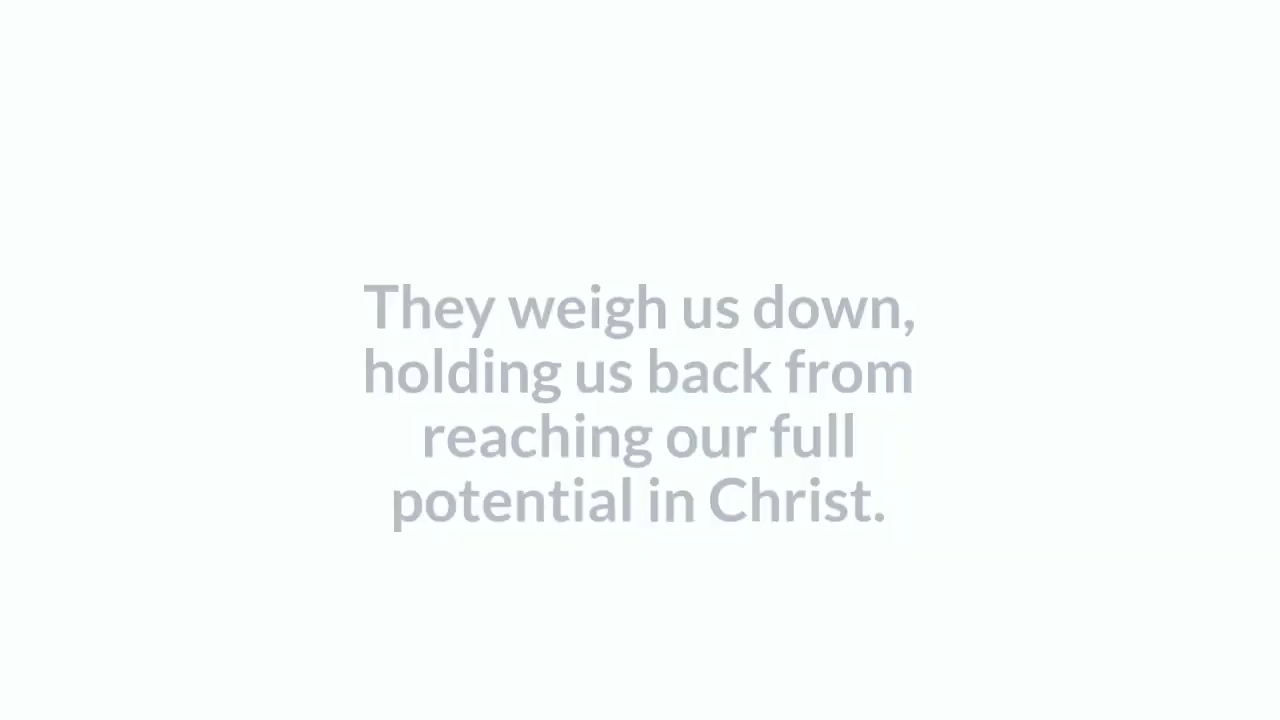 They weigh us down,
holding us back from
reaching our full
potential in Christ.